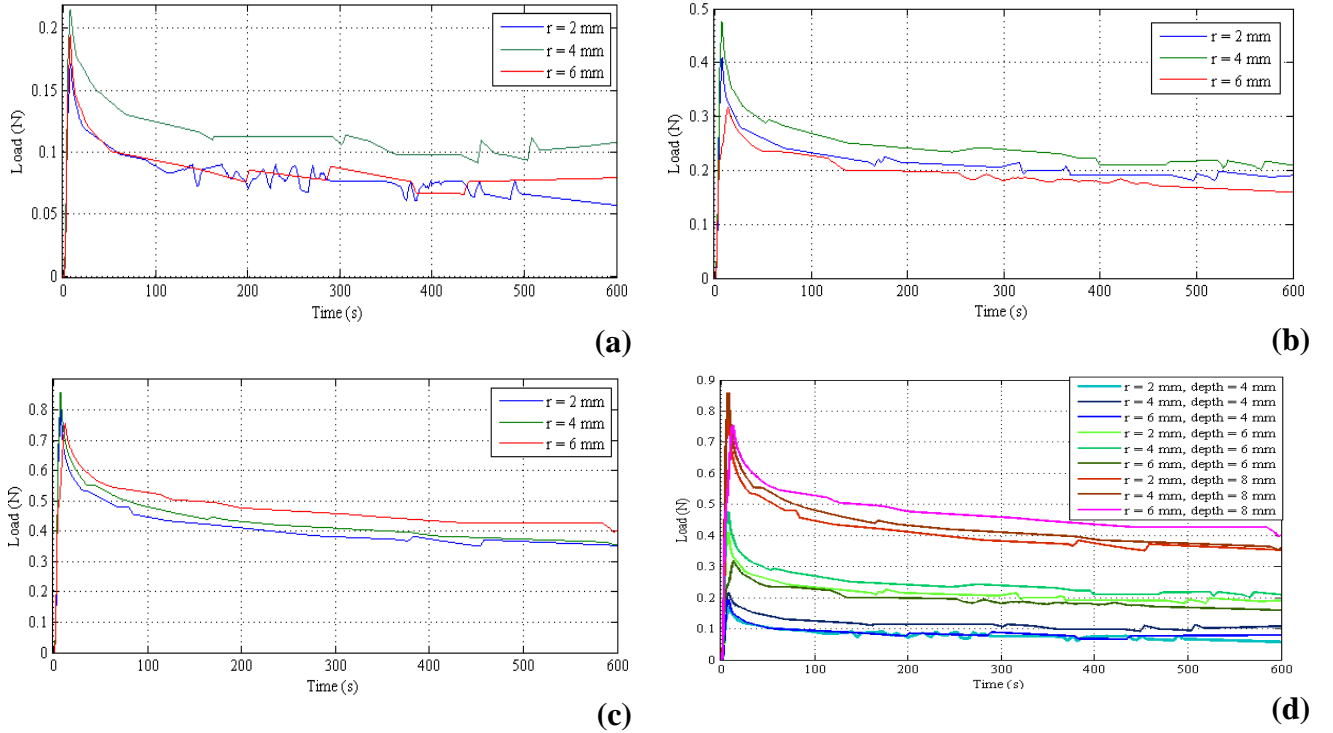 0.2
0.15
0.1
0.05
0
Load (N)
0 100 200 300 400 500 600
Time (s)
r = 2 mm
r = 4 mm
r = 6 mm
(a)
0.5
0.4
0.3
0.2
0.1
0
Load (N)
0 100 200 300 400 500 600
Time (s)
r = 2 mm
r = 4 mm
r = 6 mm
(b)
0.8
0.7
0.6
0.5
0.4
0.3
0.2
0.1
0
Load (N)
0 100 200 300 400 500 600
Time (s)
r = 2 mm
r = 4 mm
r = 6 mm
(c)
0.9
0.8
0.7
0.6
0.5
0.4
0.3
0.2
0.1
0
Load (N)
0 100 200 300 400 500 600
Time (s)
r = 2 mm, depth = 4 mm
r = 4 mm, depth = 4 mm
r = 6 mm, depth = 4 mm
r = 2 mm, depth = 6 mm
r = 4 mm, depth = 6 mm
r = 6 mm, depth = 6 mm
r = 2 mm, depth = 8 mm
r = 4 mm, depth = 8 mm
r = 6 mm, depth = 8 mm
(d)